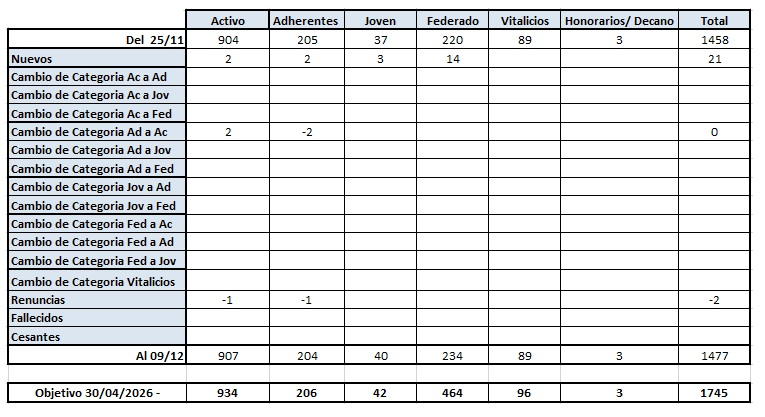 Activo Adherentes Joven Federado Vitalicios Honorarios/ Decano Total
Del 25/11 904 205 37 220 89 3 1458
Nuevos 2 2 3 14 21
Cambio de Categoria Ac a Ad
Cambio de Categoria Ac a Jov
Cambio de Categoria Ac a Fed
Cambio de Categoria Ad a Ac 2 -2 0
Cambio de Categoria Ad a Jov
Cambio de Categoria Ad a Fed
Cambio de Categoria Jov a Ad
Cambio de Categoria Jov a Fed
Cambio de Categoria Fed a Ac
Cambio de Categoria Fed a Ad
Cambio de Categoria Fed a Jov
Cambio de Categoria Vitalicios
Renuncias -1 -1 -2
Fallecidos
Cesantes
Al 09/12 907 204 40 234 89 3 1477
Objetivo 30/04/2026 - 934 206 42 464 96 3 1745